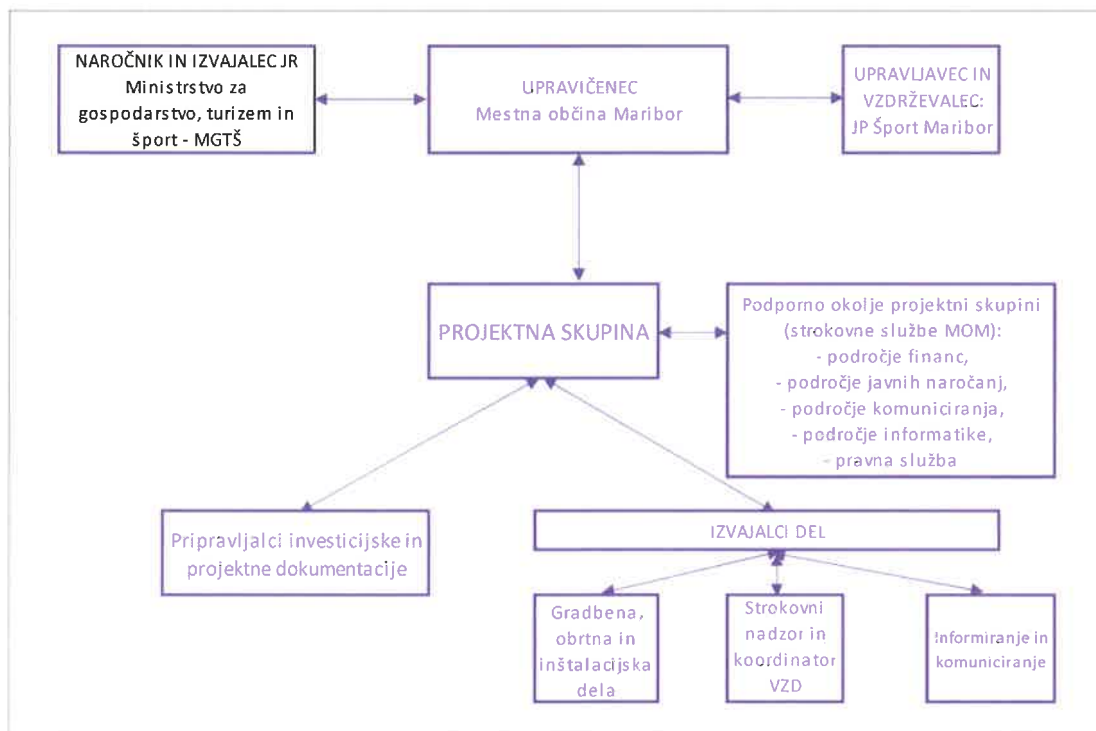 NAROČNIK IN IZVAJALEC JR
Ministrstvo za
gospodarstvo, turizem in
šport - MGTŠ
UPRAVIČENEC
Mestna občina Maribor
UPRAVLJAVEC IN
VZDRŽEVALEC:
JP Šport Maribor
PROJEKTNA SKUPINA
Podporno okolje projektni skupini
(strokovne službe MOM):
- področje financ,
- področje javnih naročanj,
- področje komuniciranja,
- področje informatike,
- pravna služba
Pripravljalci investicijske in
projektne dokumentacije
IZVAJALCI DEL
Gradbena,
obrtna in
inštalacijska
dela
Strokovni
nadzor in
koordinator
VZD
Informiranje in
komuniciranje